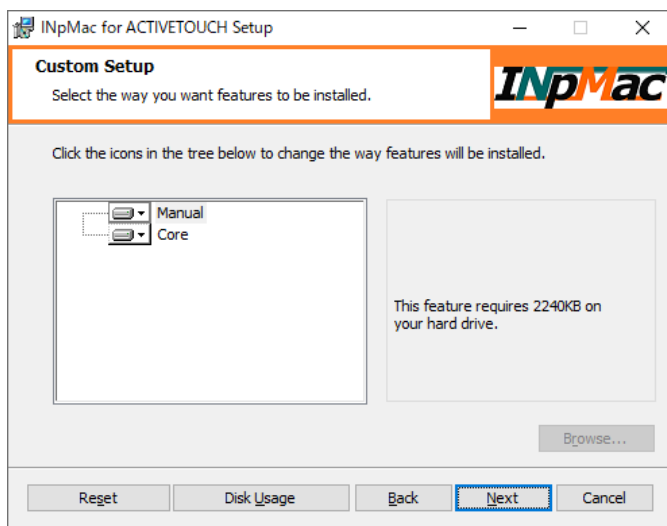 INpMac for ACTIVETOUCH Setup
Custom Setup
Select the way you want features to be installed.
INpMac
Click the icons in the tree below to change the way features will be installed.
Manual
Core
This feature requires 2240KB on
your hard drive.
Browse...
Reset
Disk Usage
Back
Next
Cancel